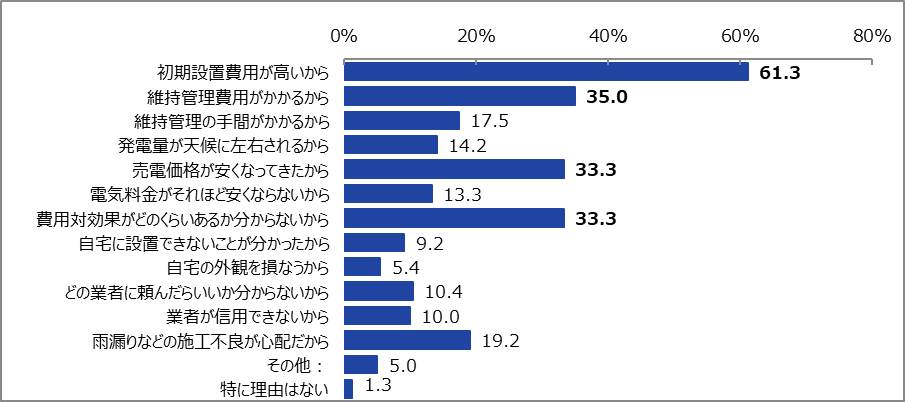 0% 20% 40% 60% 80%
初期設置費用が高いから 61.3
維持管理費用がかかるから 35.0
維持管理の手間がかかるから 17.5
発電量が天候に左右されるから 14.2
売電価格が安くなってきたから 33.3
電気料金がそれほど安くならないから 13.3
費用対効果がどのくらいあるか分からないから 33.3
自宅に設置できないことが分かったから 9.2
自宅の外観を損なうから 5.4
どの業者に頼んだらいいか分からないから 10.4
業者が信用できないから 10.0
雨漏りなどの施工不良が心配だから 19.2
その他： 5.0
特に理由はない 1.3